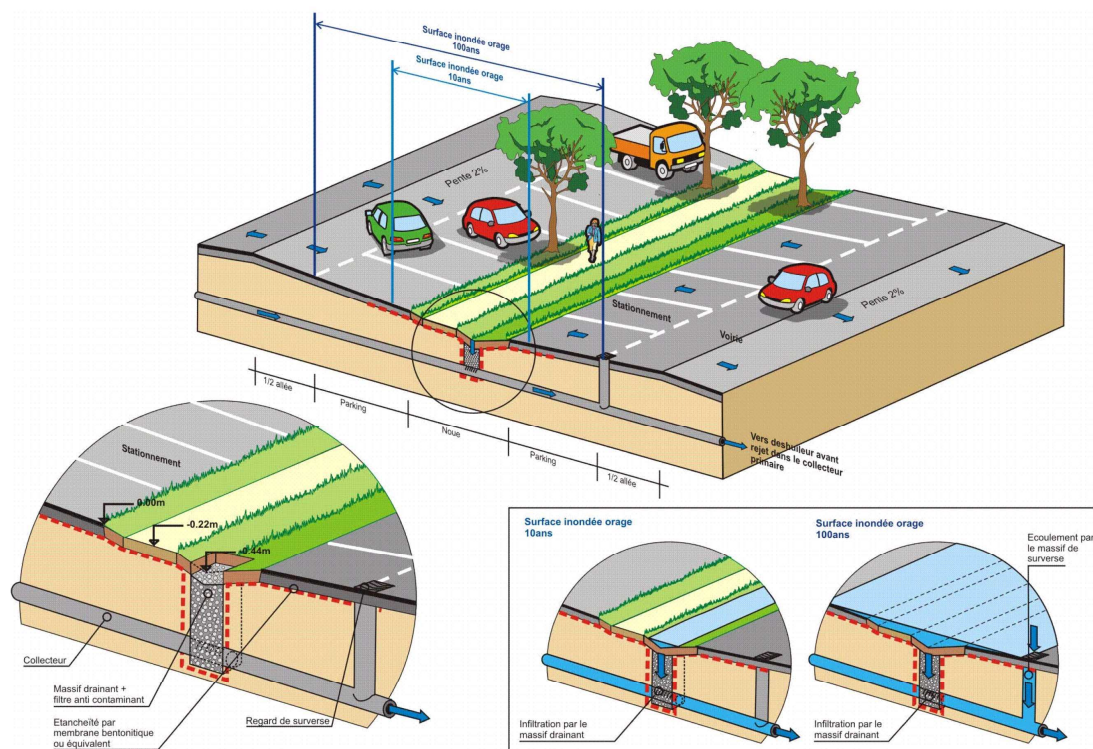 Surface inondée orage
100ans
Surface inondée orage
10ans
Pente 2%
Stationnement
Voirie
Pente 2%
1/2 allée
Parking
Noue
Parking
1/2 allée
Vers deshuileur avant
rejet dans le collecteur
primaire
Stationnement
0.00m
-0.22m
-0.44m
Collecteur
Massif drainant +
filtre anti contaminant
Etancheïté par
membrane bentonitique
ou équivalent
Regard de surverse
Surface inondée orage
10ans
Infiltration par le
massif drainant
Surface inondée orage
100ans
Ecoulement par
le massif de
surverse
Infiltration par le
massif drainant